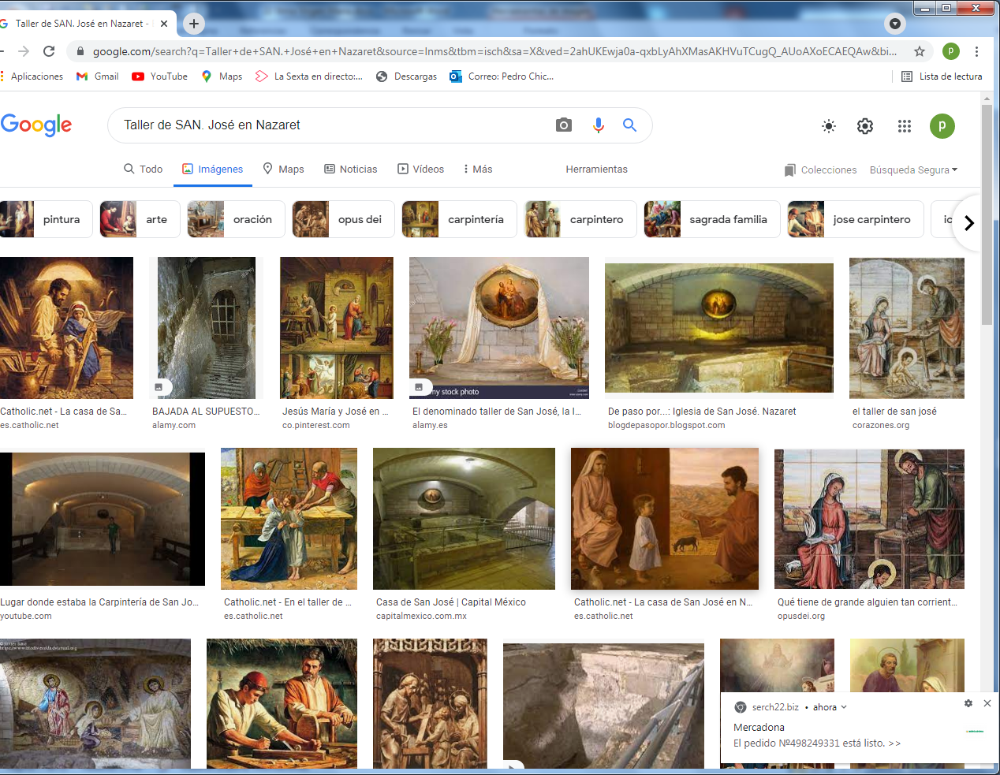 Taller de SAN. José en Nazaret -
google.com/search?q=Taller+de+SAN.+José+en+Nazaret&source=lnms&tbm=isch&sa=X&ved=2ahUKEwja0a-qxbLyAhXMasAKHVuTCugQ_AUoAXoECAEQAw&bi...
p
Aplicaciones
Gmail
YouTube
Maps
La Sexta en directo:...
Descargas
Correo: Pedro Chic...
Lista de lectura
Google
Taller de SAN. José en Nazaret
p
Todo
Imágenes
Maps
Noticias
Vídeos
Más
Herramientas
Colecciones
Búsqueda Segura
pintura
arte
oración
opus dei
carpintería
carpintero
sagrada familia
jose carpintero
ic
my stock photo
Catholic.net - La casa de Sa...
es.catholic.net
BAJADA AL SUPUESTO...
alamy.com
Jesús María y José en ...
co.pinterest.com
El denominado taller de San José, la I...
alamy.es
De paso por...: Iglesia de San José. Nazaret
blogdepasopor.blogspot.com
el taller de san josé
corazones.org
Lugar donde estaba la Carpintería de San Jo...
youtube.com
Catholic.net - En el taller de ...
es.catholic.net
Casa de San José | Capital México
capitalmexico.com.mx
Catholic.net - La casa de San José en N...
es.catholic.net
Qué tiene de grande alguien tan corrient...
opusdei.org
serch22.biz • ahora
Mercadona
El pedido №498249331 está listo. >>